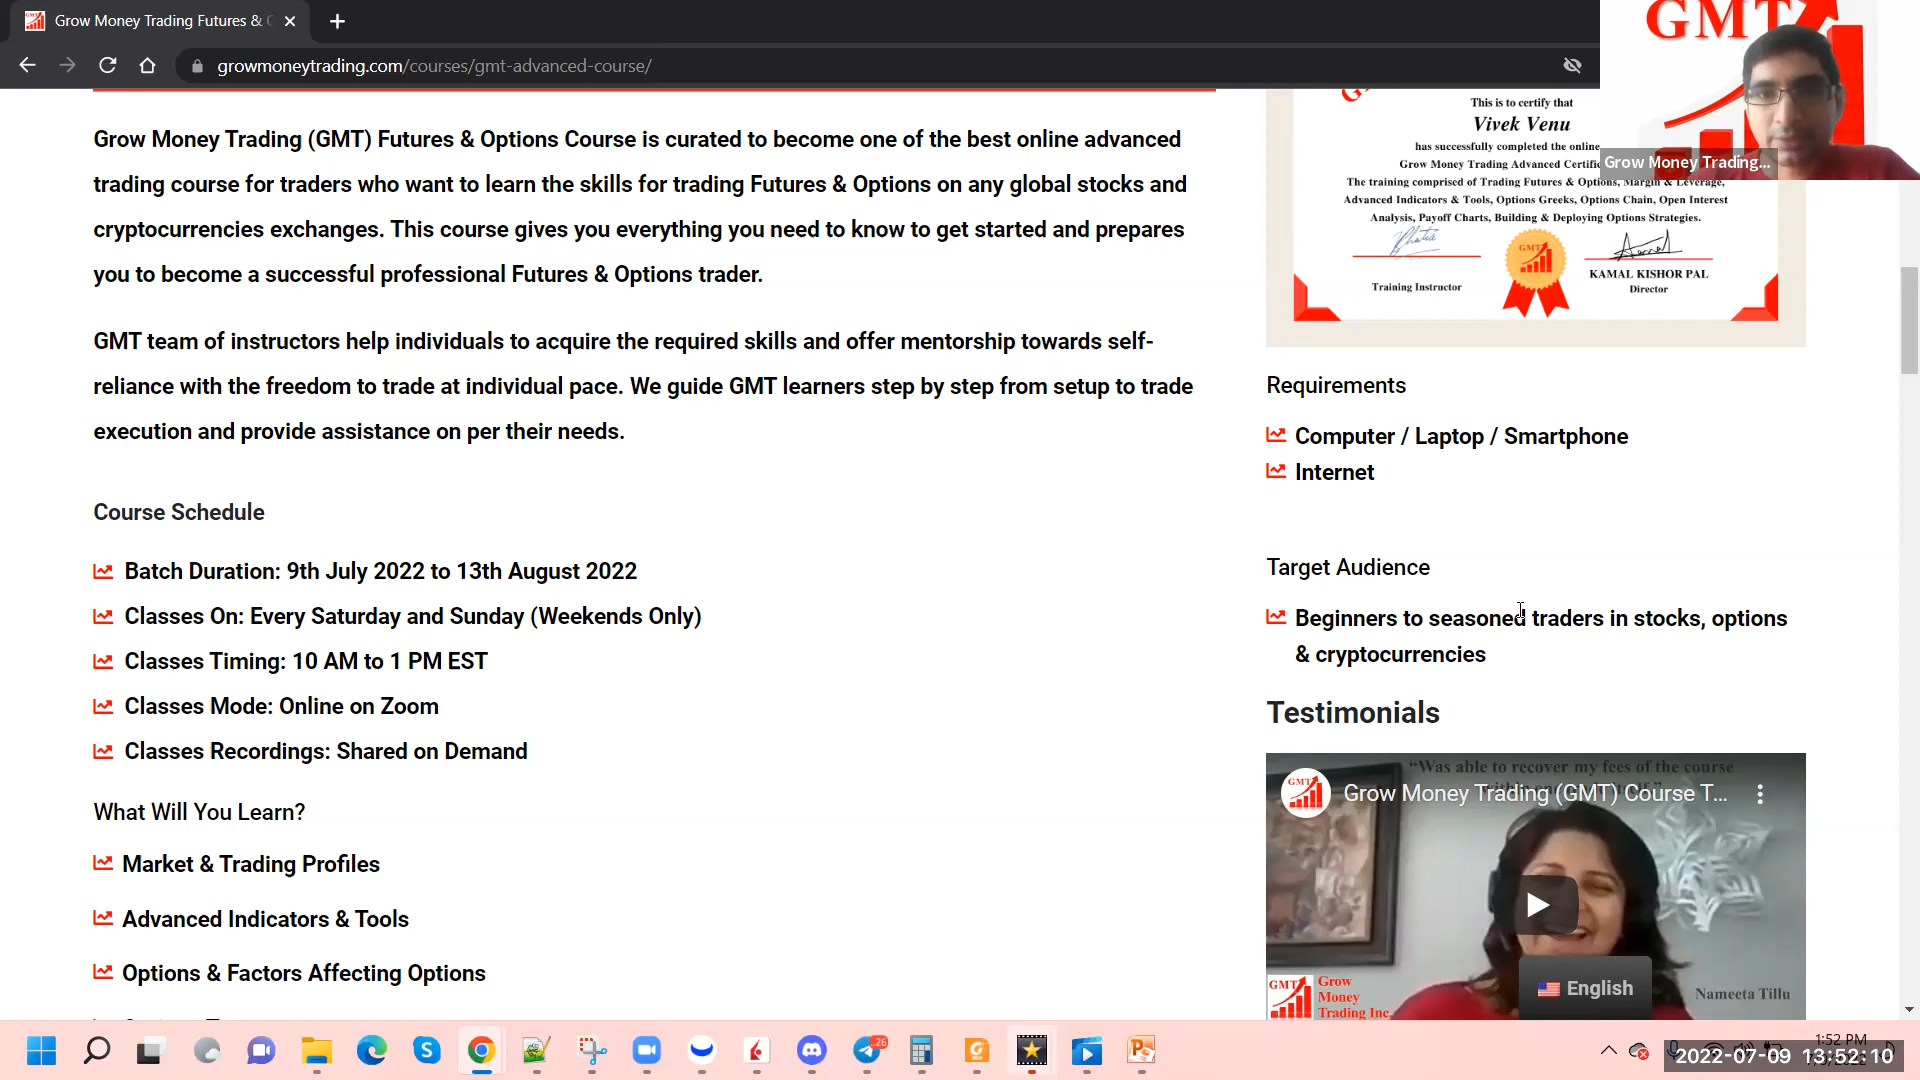 Grow Money Trading Futures &
growmoneytrading.com/courses/gmt-advanced-course/
GMT
Grow Money Trading...
Grow Money Trading (GMT) Futures & Options Course is curated to become one of the best online advanced
trading course for traders who want to learn the skills for trading Futures & Options on any global stocks and
cryptocurrencies exchanges. This course gives you everything you need to know to get started and prepares
you to become a successful professional Futures & Options trader.
GMT team of instructors help individuals to acquire the required skills and offer mentorship towards self-
reliance with the freedom to trade at individual pace. We guide GMT learners step by step from setup to trade
execution and provide assistance on per their needs.
Course Schedule
Batch Duration: 9th July 2022 to 13th August 2022
Classes On: Every Saturday and Sunday (Weekends Only)
Classes Timing: 10 AM to 1 PM EST
Classes Mode: Online on Zoom
Classes Recordings: Shared on Demand
What Will You Learn?
Market & Trading Profiles
Advanced Indicators & Tools
Options & Factors Affecting Options
This is to certify that
Vivek Venu
has successfully completed the online
Grow Money Trading Advanced
The training comprised of Trading Futures & Options, Margin & Leverage,
Advanced Indicators & Tools, Options Greeks, Options Chain, Open Interest
Analysis, Payoff Charts, Building & Deploying Options Strategies.
GMT
KAMAL KISHOR PAL
Training Instructor
Director
Requirements
Computer / Laptop / Smartphone
Internet
Target Audience
Beginners to seasoned traders in stocks, options
& cryptocurrencies
Testimonials
"Was able to recover my fees of the course
GMT
Grow Money Trading (GMT) Course T...
English
Nameeta Tillu
GMT
Grow
Money
Trading Inc.
26
1:52 PM
2022-07-09 13:52:10